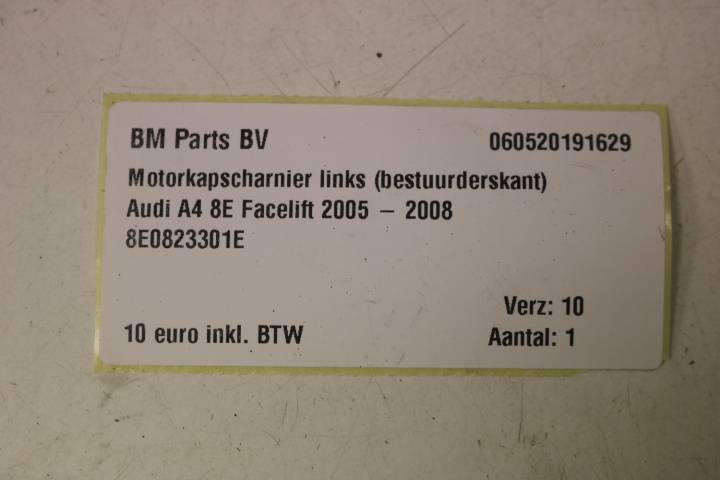 BM Parts BV 060520191629
Motorkapscharnier links (bestuurderskant)
Audi A4 8E Facelift 2005 – 2008
8E0823301E
Verz: 10
10 euro inkl. BTW Aantal: 1